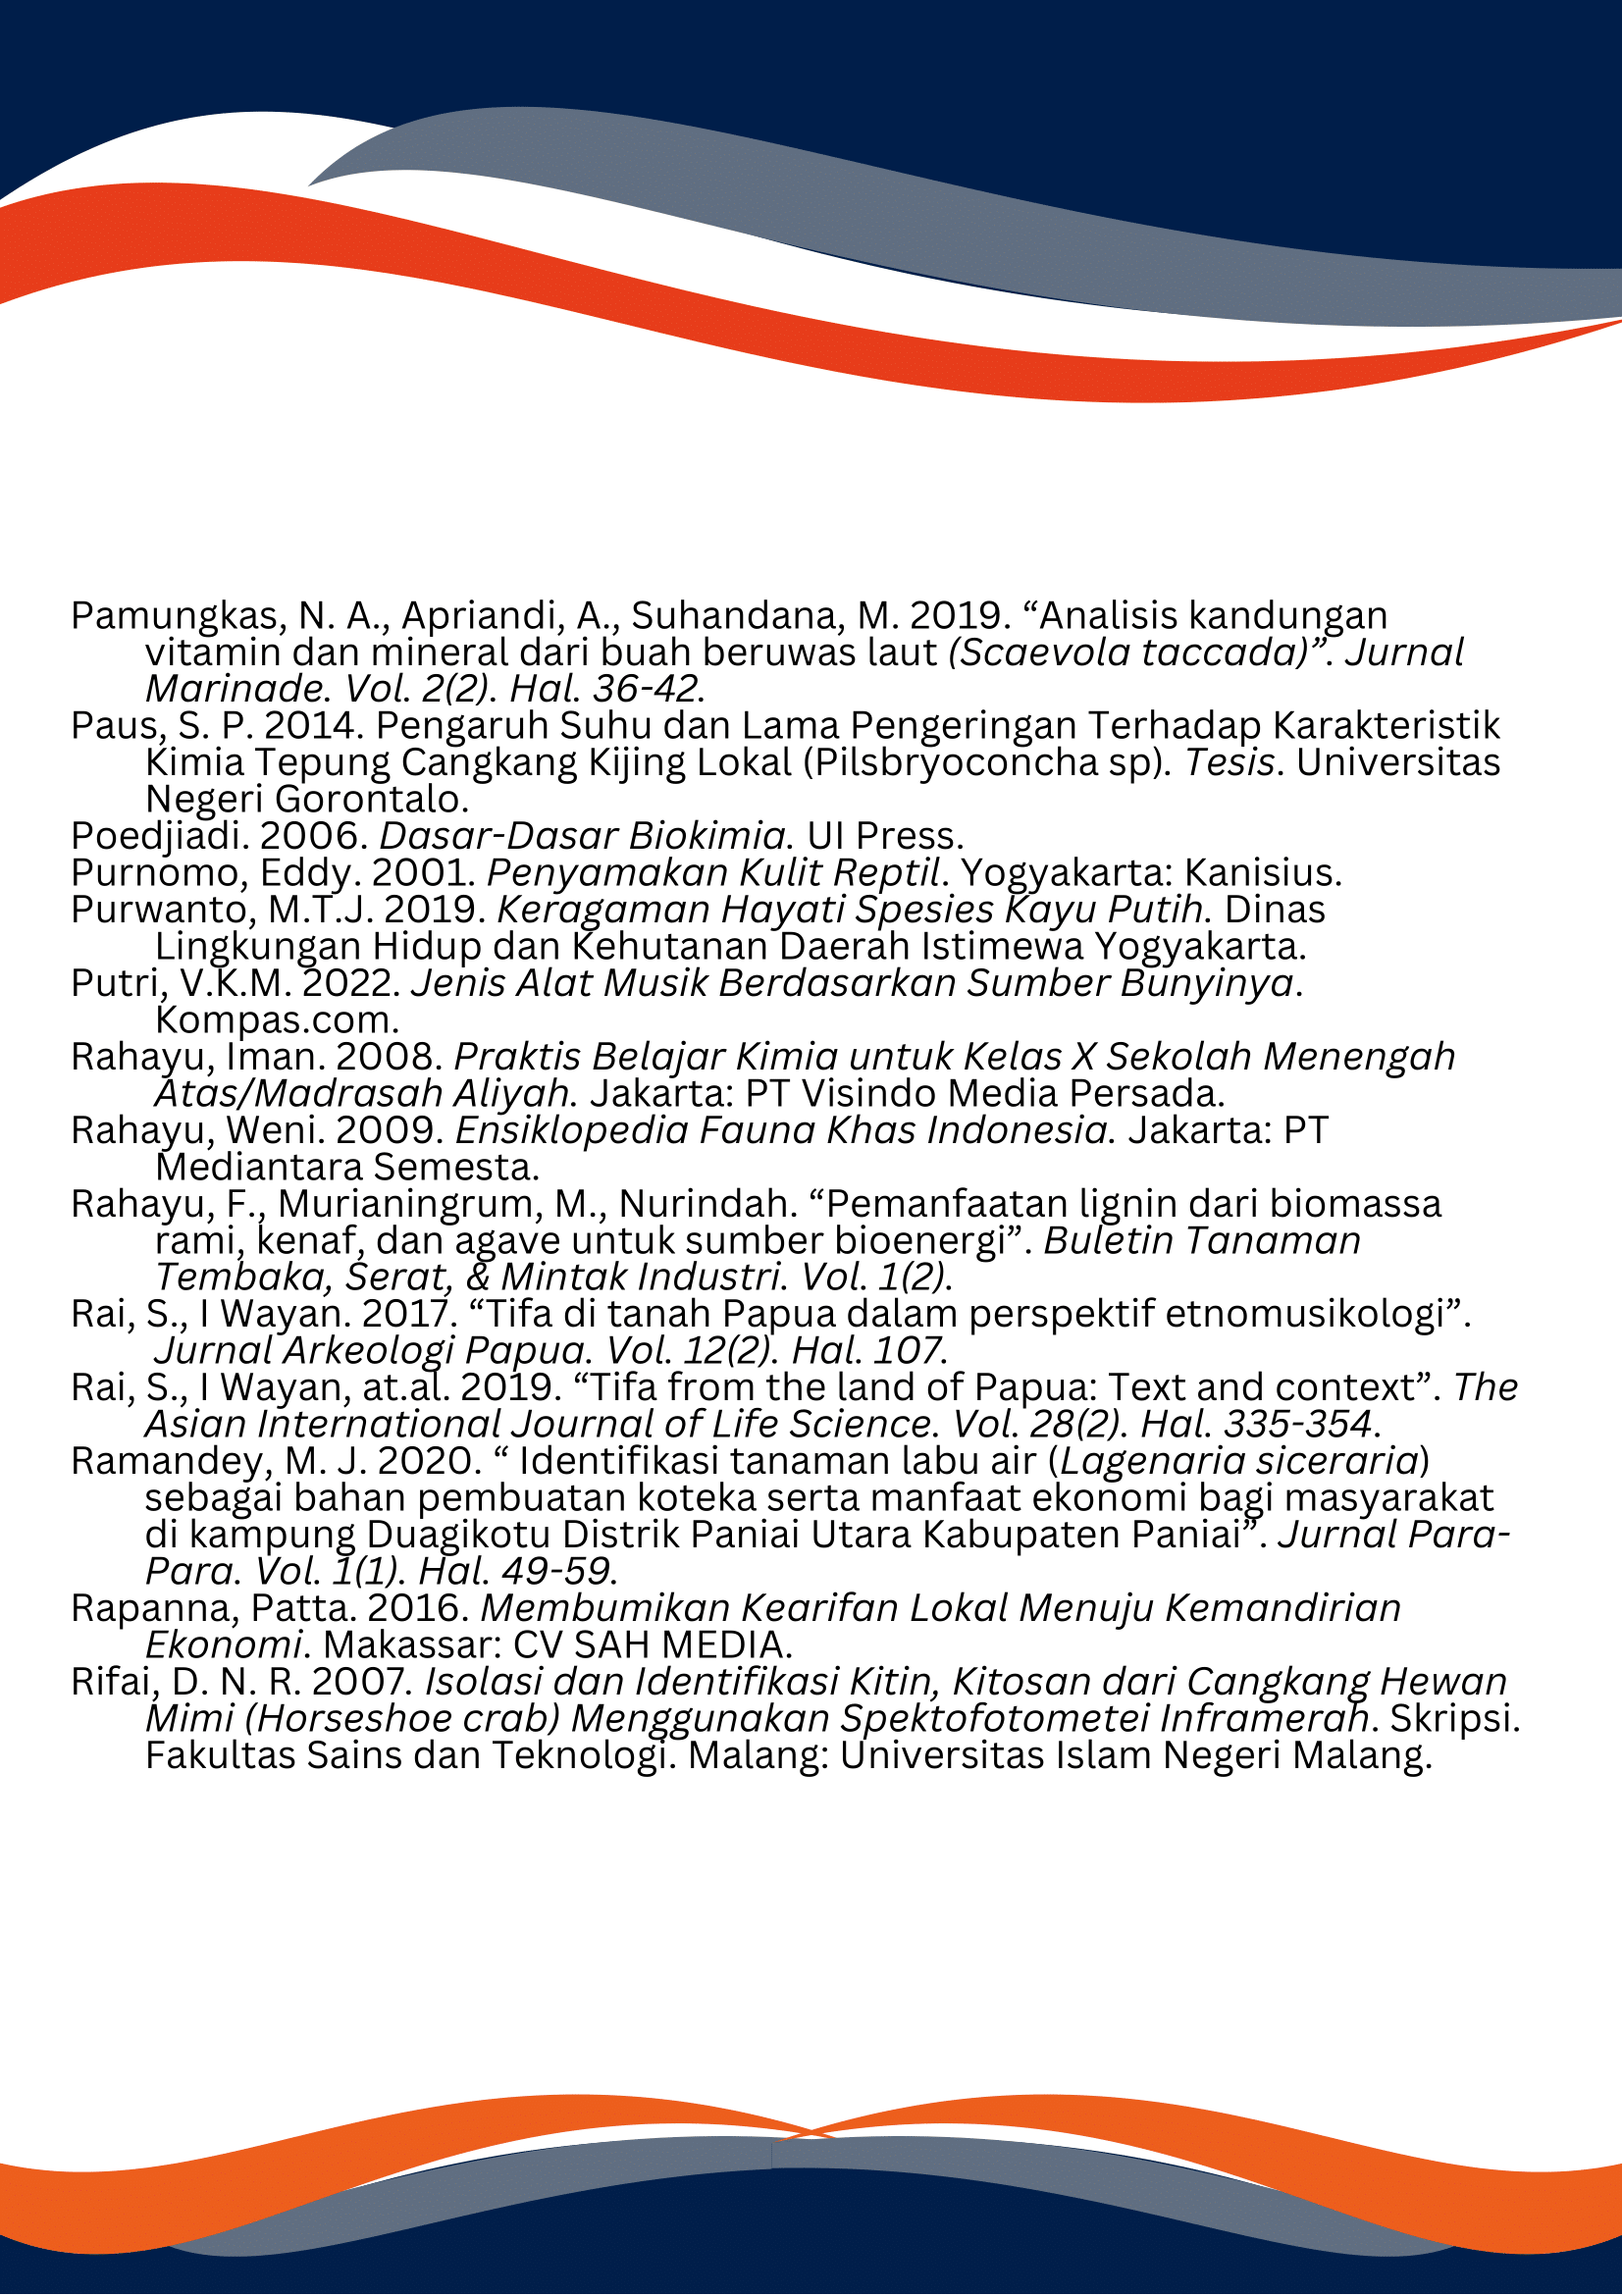 Pamungkas, N. A., Apriandi, A., Suhandana, M. 2019. “Analisis kandungan
vitamin dan mineral dari buah beruwas laut (Scaevola taccada)”. Jurnal
Marinade. Vol. 2(2). Hal. 36-42.
Paus, S. P. 2014. Pengaruh Suhu dan Lama Pengeringan Terhadap Karakteristik
Kimia Tepung Cangkang Kijing Lokal (Pilsbryoconcha sp). Tesis. Universitas
Negeri Gorontalo.
Poedjiadi. 2006. Dasar-Dasar Biokimia. UI Press.
Purnomo, Eddy. 2001. Penyamakan Kulit Reptil. Yogyakarta: Kanisius.
Purwanto, M.T.J. 2019. Keragaman Hayati Spesies Kayu Putih. Dinas
Lingkungan Hidup dan Kehutanan Daerah Istimewa Yogyakarta.
Putri, V.K.M. 2022. Jenis Alat Musik Berdasarkan Sumber Bunyinya.
Kompas.com.
Rahayu, Iman. 2008. Praktis Belajar Kimia untuk Kelas X Sekolah Menengah
Atas/Madrasah Aliyah. Jakarta: PT Visindo Media Persada.
Rahayu, Weni. 2009. Ensiklopedia Fauna Khas Indonesia. Jakarta: PT
Mediantara Semesta.
Rahayu, F., Murianingrum, M., Nurindah. “Pemanfaatan lignin dari biomassa
rami, kenaf, dan agave untuk sumber bioenergi”. Buletin Tanaman
Tembaka, Serat, & Mintak Industri. Vol. 1(2).
Rai, S., I Wayan. 2017. “Tifa di tanah Papua dalam perspektif etnomusikologi”.
Jurnal Arkeologi Papua. Vol. 12(2). Hal. 107.
Rai, S., I Wayan, at.al. 2019. “Tifa from the land of Papua: Text and context”. The
Asian International Journal of Life Science. Vol. 28(2). Hal. 335-354.
Ramandey, M. J. 2020. “ Identifikasi tanaman labu air (Lagenaria siceraria)
sebagai bahan pembuatan koteka serta manfaat ekonomi bagi masyarakat
di kampung Duagikotu Distrik Paniai Utara Kabupaten Paniai”. Jurnal Para-
Para. Vol. 1(1). Hal. 49-59.
Rapanna, Patta. 2016. Membumikan Kearifan Lokal Menuju Kemandirian
Ekonomi. Makassar: CV SAH MEDIA.
Rifai, D. N. R. 2007. Isolasi dan Identifikasi Kitin, Kitosan dari Cangkang Hewan
Mimi (Horseshoe crab) Menggunakan Spektofotometei Inframerah. Skripsi.
Fakultas Sains dan Teknologi. Malang: Universitas Islam Negeri Malang.